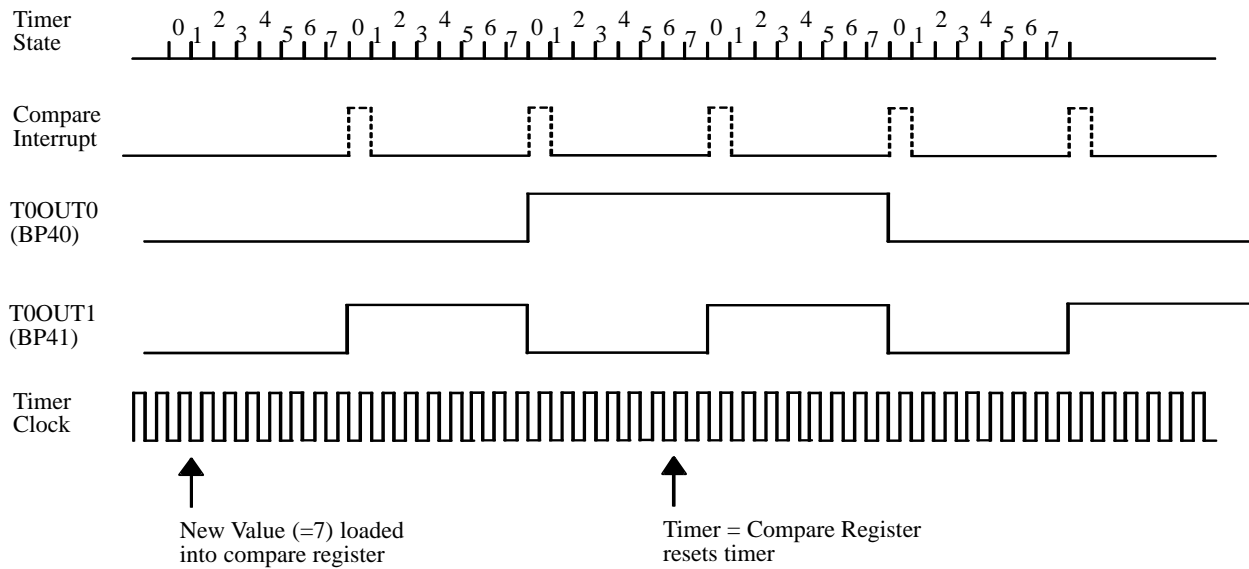 Timer
State
0 1 2 3 4 5 6 7 0 1 2 3 4 5 6 7 0 1 2 3 4 5 6 7 0 1 2 3 4 5 6 7 0 1 2 3 4 5 6 7
Compare
Interrupt
T0OUT0
(BP40)
T0OUT1
(BP41)
Timer
Clock
New Value (=7) loaded
into compare register
Timer = Compare Register
resets timer